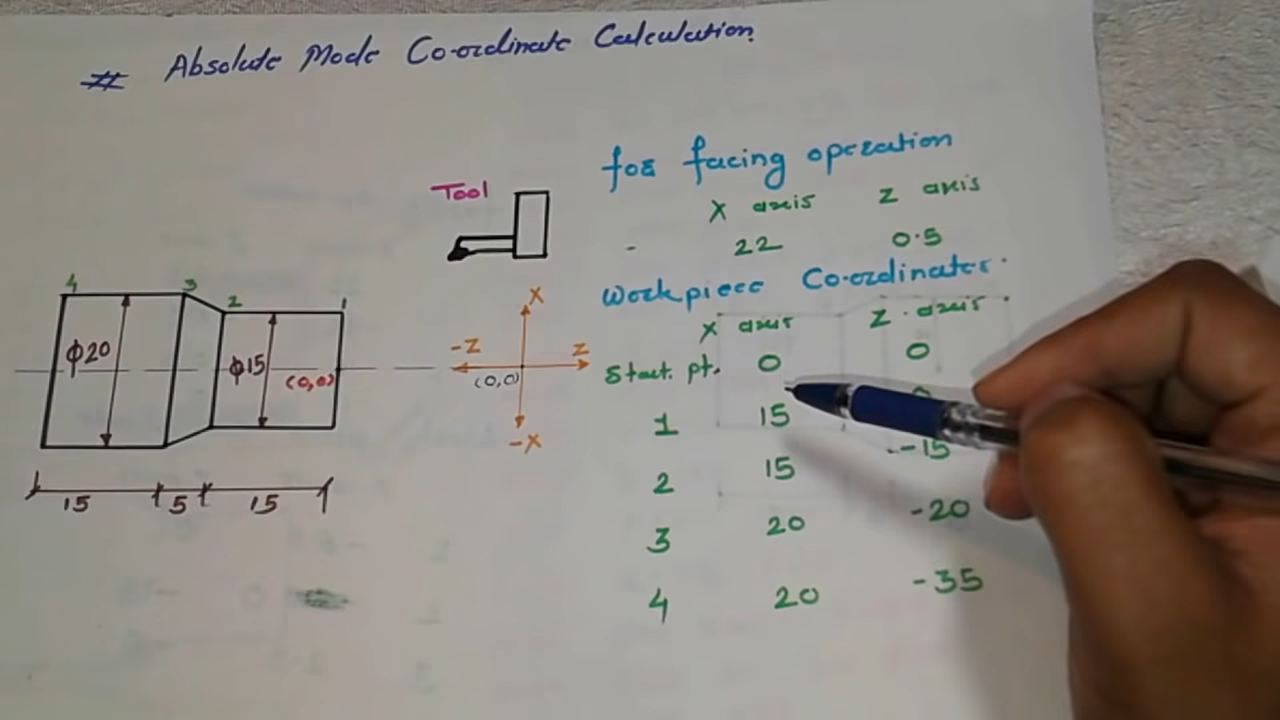 # Absolute Mode Co-ordinate Calculation.
for facing operation
X axis Z axis
- 22 0.5
Workpiece Co-ordinates.
X axis Z axis
Start. pt. 0 0
1 15
2 15 -15
3 20 -20
4 20 -35
Tool
X
-Z Z
(0,0)
-X
4 3 2 1
φ20 φ15 (0,0)
15 5 15